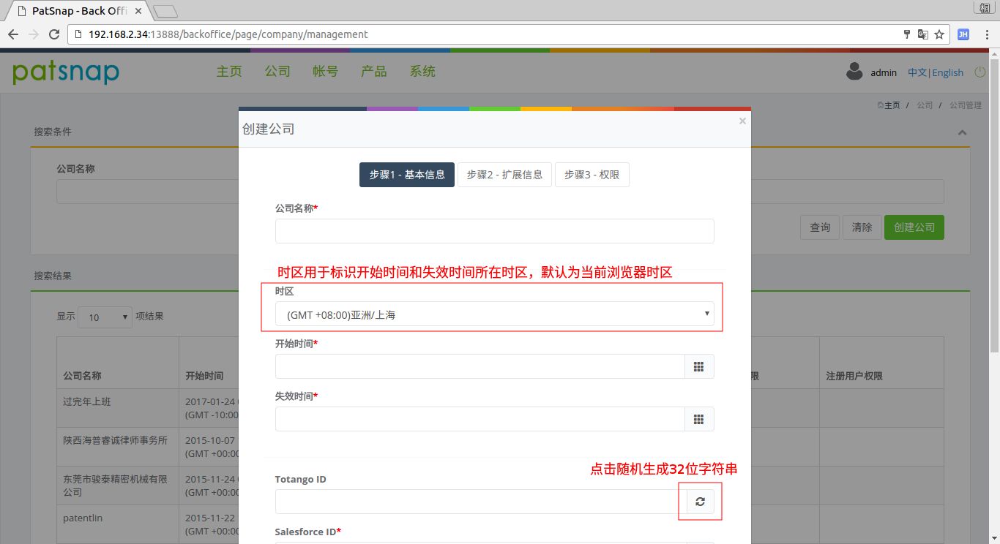 PatSnap - Back Offi
192.168.2.34:13888/backoffice/page/company/management
JH
patsnap
主页 公司 帐号 产品 系统
admin 中文|English
主页 / 公司 / 公司管理
搜索条件
公司名称
查询 清除 创建公司
搜索结果
显示 10 项结果
公司名称 开始时间 限 注册用户权限
过完年上班 2017-01-24
(GMT -10:00
陕西海普睿诚律师事务所 2015-10-07
(GMT +00:00
东莞市骏泰精密机械有限 2015-11-24
公司 (GMT +00:00
patentlin 2015-11-22
(GMT +00:00
创建公司 ×
步骤1 - 基本信息 步骤2 - 扩展信息 步骤3 - 权限
公司名称*
时区用于标识开始时间和失效时间所在时区，默认为当前浏览器时区
时区
(GMT +08:00)亚洲/上海
开始时间*
失效时间*
点击随机生成32位字符串
Totango ID
Salesforce ID*